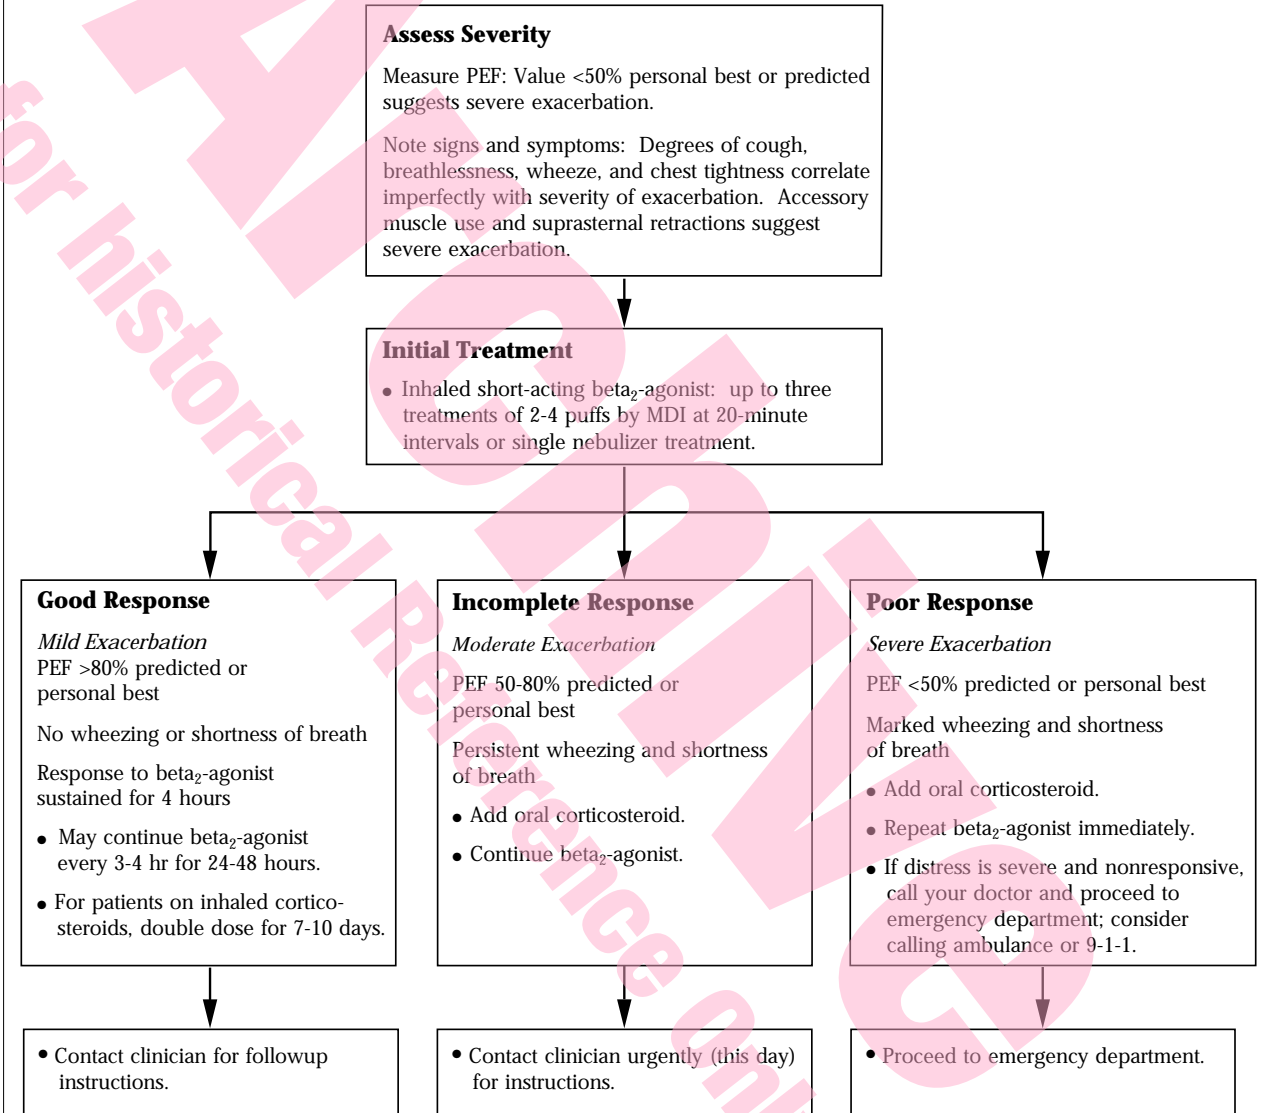 Assess Severity
Measure PEF: Value <50% personal best or predicted
suggests severe exacerbation.
Note signs and symptoms: Degrees of cough,
breathlessness, wheeze, and chest tightness correlate
imperfectly with severity of exacerbation. Accessory
muscle use and suprasternal retractions suggest
severe exacerbation.
Initial Treatment
• Inhaled short-acting beta₂-agonist: up to three
treatments of 2-4 puffs by MDI at 20-minute
intervals or single nebulizer treatment.
Good Response
Mild Exacerbation
PEF >80% predicted or
personal best
No wheezing or shortness of breath
Response to beta₂-agonist
sustained for 4 hours
• May continue beta₂-agonist
every 3-4 hr for 24-48 hours.
• For patients on inhaled cortico-
steroids, double dose for 7-10 days.
• Contact clinician for followup
instructions.
Incomplete Response
Moderate Exacerbation
PEF 50-80% predicted or
personal best
Persistent wheezing and shortness
of breath
• Add oral corticosteroid.
• Continue beta₂-agonist.
• Contact clinician urgently (this day)
for instructions.
Poor Response
Severe Exacerbation
PEF <50% predicted or personal best
Marked wheezing and shortness
of breath
• Add oral corticosteroid.
• Repeat beta₂-agonist immediately.
• If distress is severe and nonresponsive,
call your doctor and proceed to
emergency department; consider
calling ambulance or 9-1-1.
• Proceed to emergency department.
Archive
for historical Reference Only